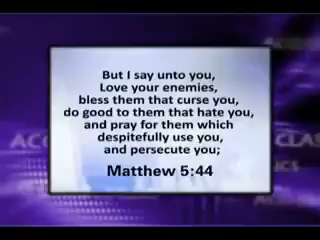 But I say unto you,
Love your enemies,
bless them that curse you,
do good to them that hate you,
and pray for them which
despitefully use you,
and persecute you;
Matthew 5:44